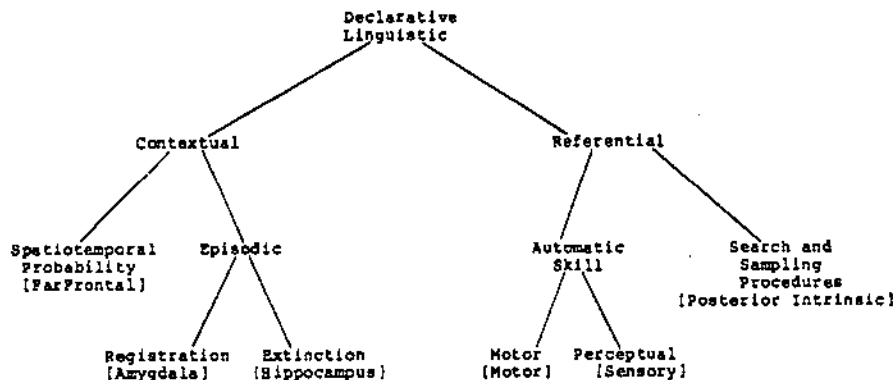 Declarative
Linguistic
Contextual
Referential
Spatiotemporal
Probability
[FarFrontal]
Episodic
Automatic
Skill
Search and
Sampling
Procedures
[Posterior Intrinsic]
Registration
[Amygdala]
Extinction
[Hippocampus]
Motor
[Motor]
Perceptual
[Sensory]